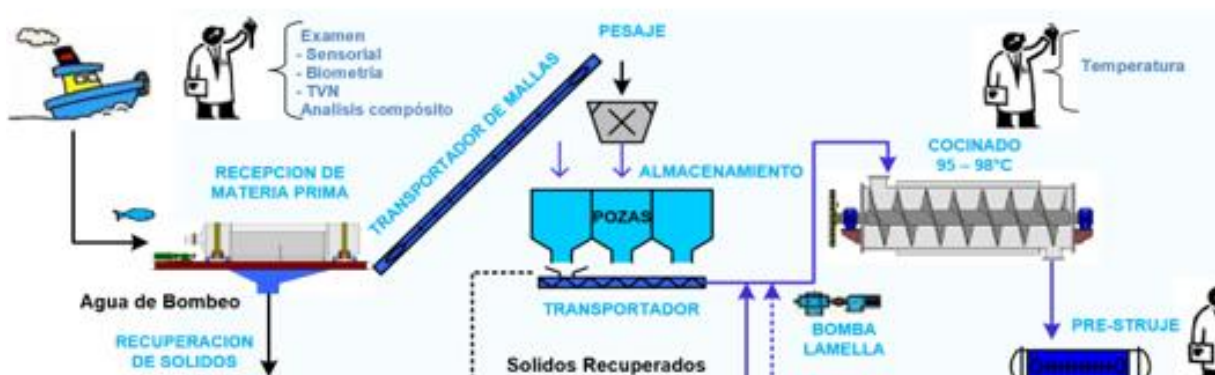 Examen
- Sensorial
- Biometría
- TVN
Analisis compósito
PESAJE
Temperatura
TRANSPORTADOR DE MALLAS
RECEPCION DE
MATERIA PRIMA
ALMACENAMIENTO
POZAS
COCINADO
95 – 98°C
Agua de Bombeo
TRANSPORTADOR
BOMBA
LAMELLA
PRE-STRUJE
RECUPERACION
DE SOLIDOS
Solidos Recuperados